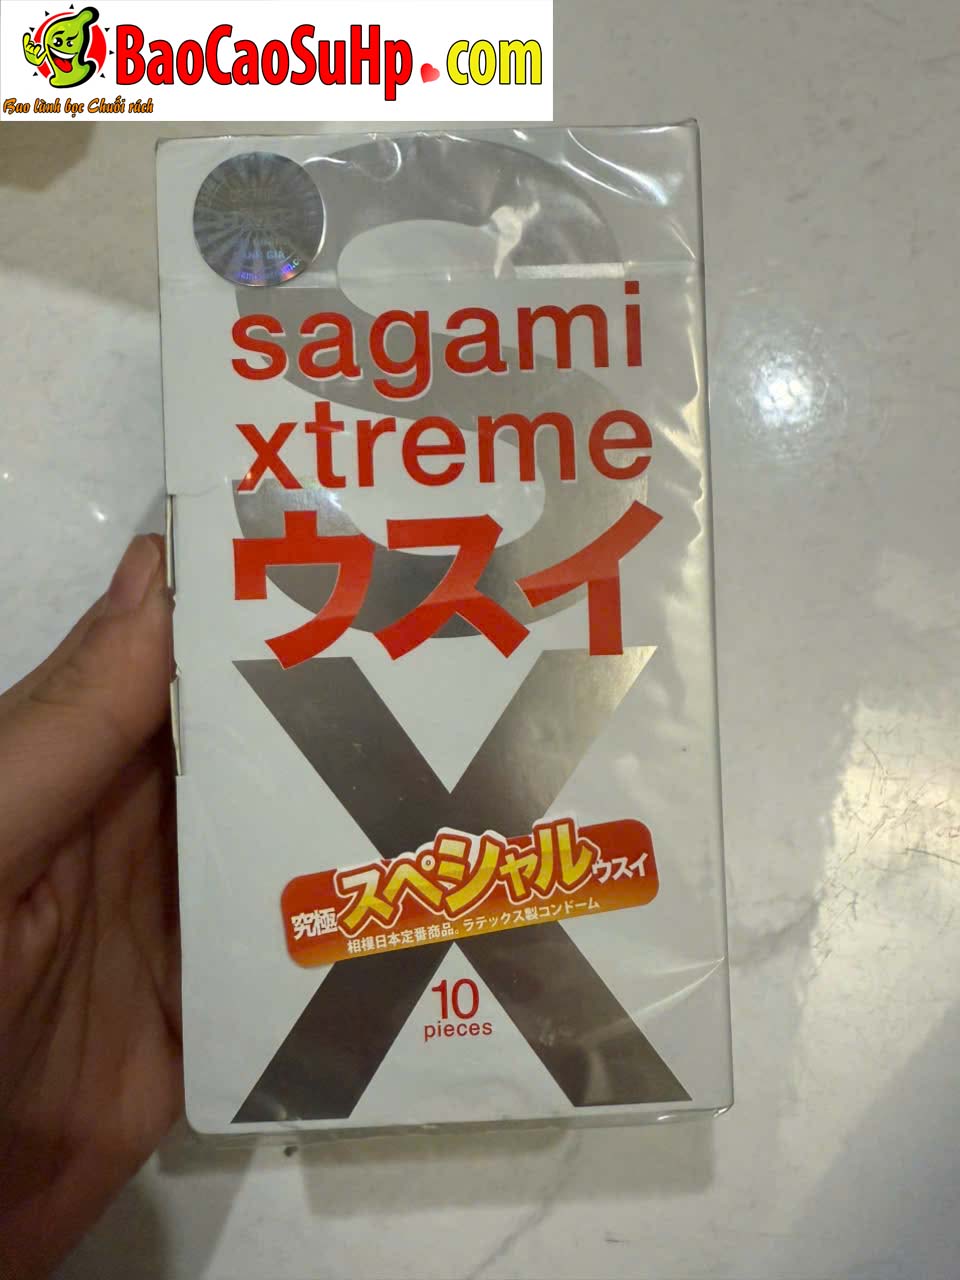 BaoCaoSuHp.com
Bao lành bọc Chuối rách
sagami
xtreme
ウスイ
究極スペシャルウスイ
相模日本定番商品。ラテックス製コンドーム
10
pieces